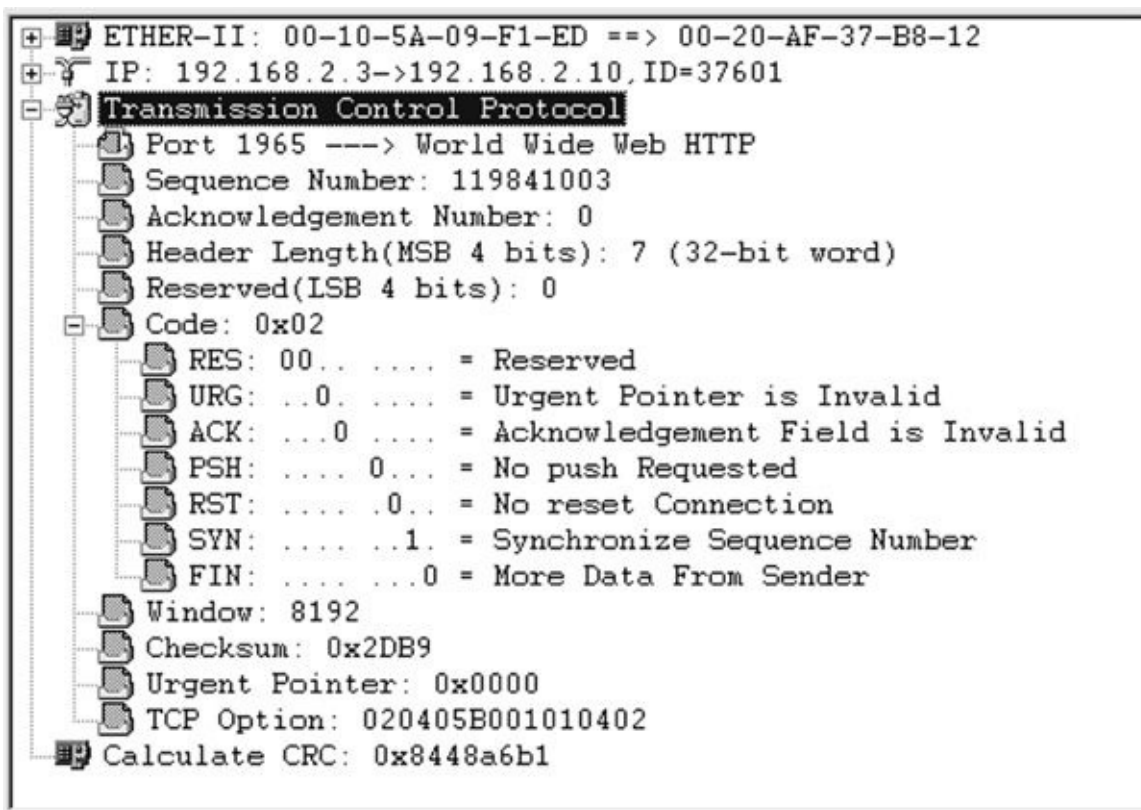 ETHER-II: 00-10-5A-09-F1-ED ==> 00-20-AF-37-B8-12
IP: 192.168.2.3->192.168.2.10,ID=37601
Transmission Control Protocol
Port 1965 ---> World Wide Web HTTP
Sequence Number: 119841003
Acknowledgement Number: 0
Header Length(MSB 4 bits): 7 (32-bit word)
Reserved(LSB 4 bits): 0
Code: 0x02
RES: 00.. .... = Reserved
URG: ..0. .... = Urgent Pointer is Invalid
ACK: ...0 .... = Acknowledgement Field is Invalid
PSH: .... 0... = No push Requested
RST: .... .0.. = No reset Connection
SYN: .... ..1. = Synchronize Sequence Number
FIN: .... ...0 = More Data From Sender
Window: 8192
Checksum: 0x2DB9
Urgent Pointer: 0x0000
TCP Option: 020405B001010402
Calculate CRC: 0x8448a6b1